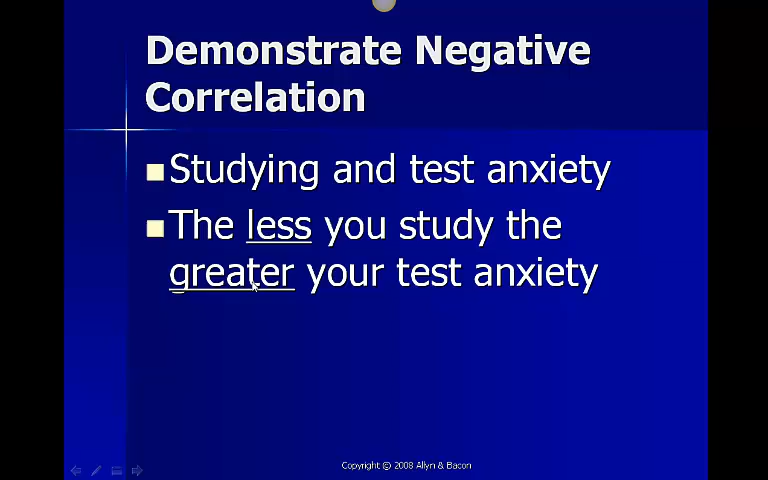 Demonstrate Negative
Correlation
Studying and test anxiety
The less you study the
greater your test anxiety
Copyright © 2008 Allyn & Bacon